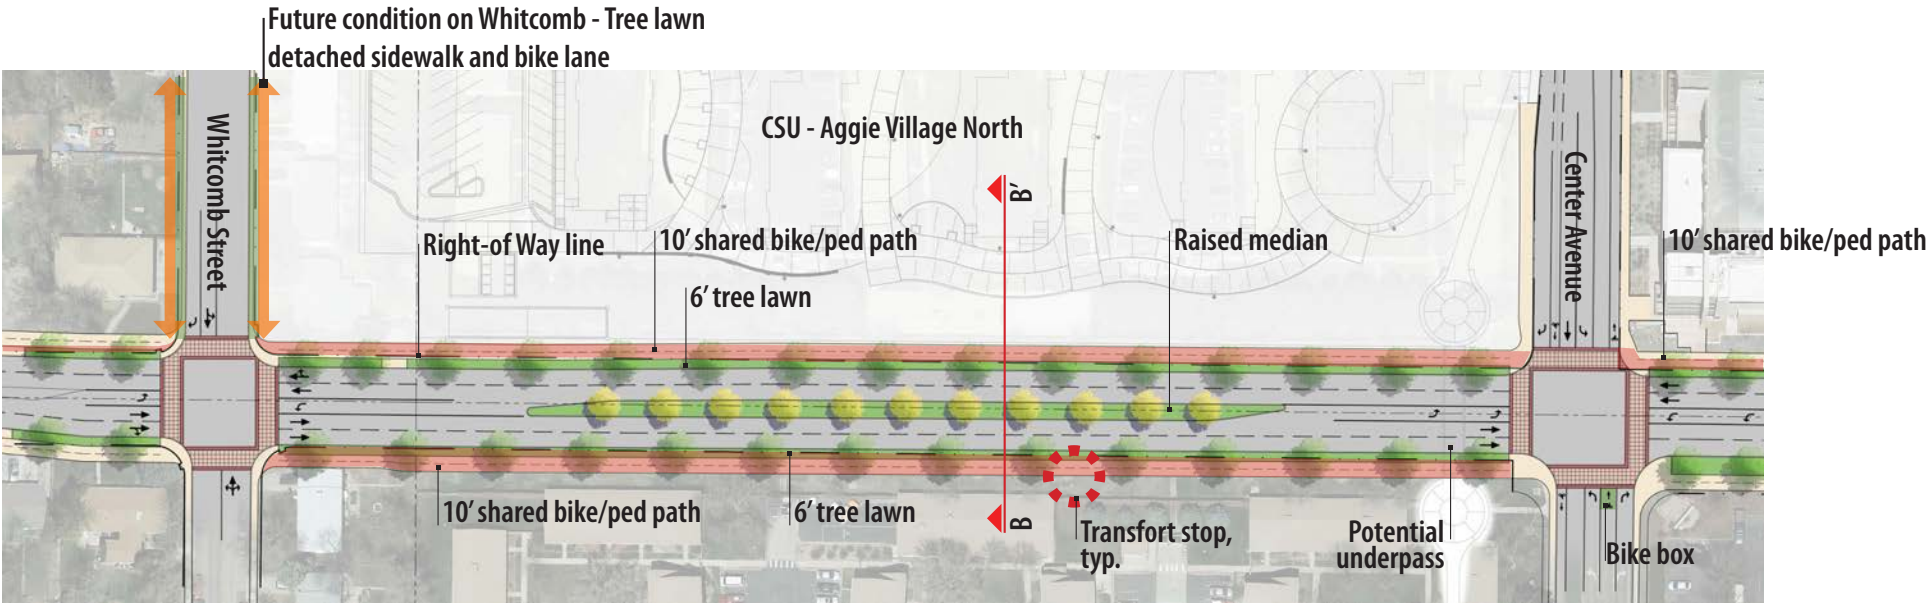 Future condition on Whitcomb - Tree lawn
detached sidewalk and bike lane
Whitcomb Street
CSU - Aggie Village North
Center Avenue
B'
Right-of Way line
10' shared bike/ped path
Raised median
10' shared bike/ped path
6' tree lawn
10' shared bike/ped path
6' tree lawn
B
Transfort stop,
typ.
Potential
underpass
Bike box